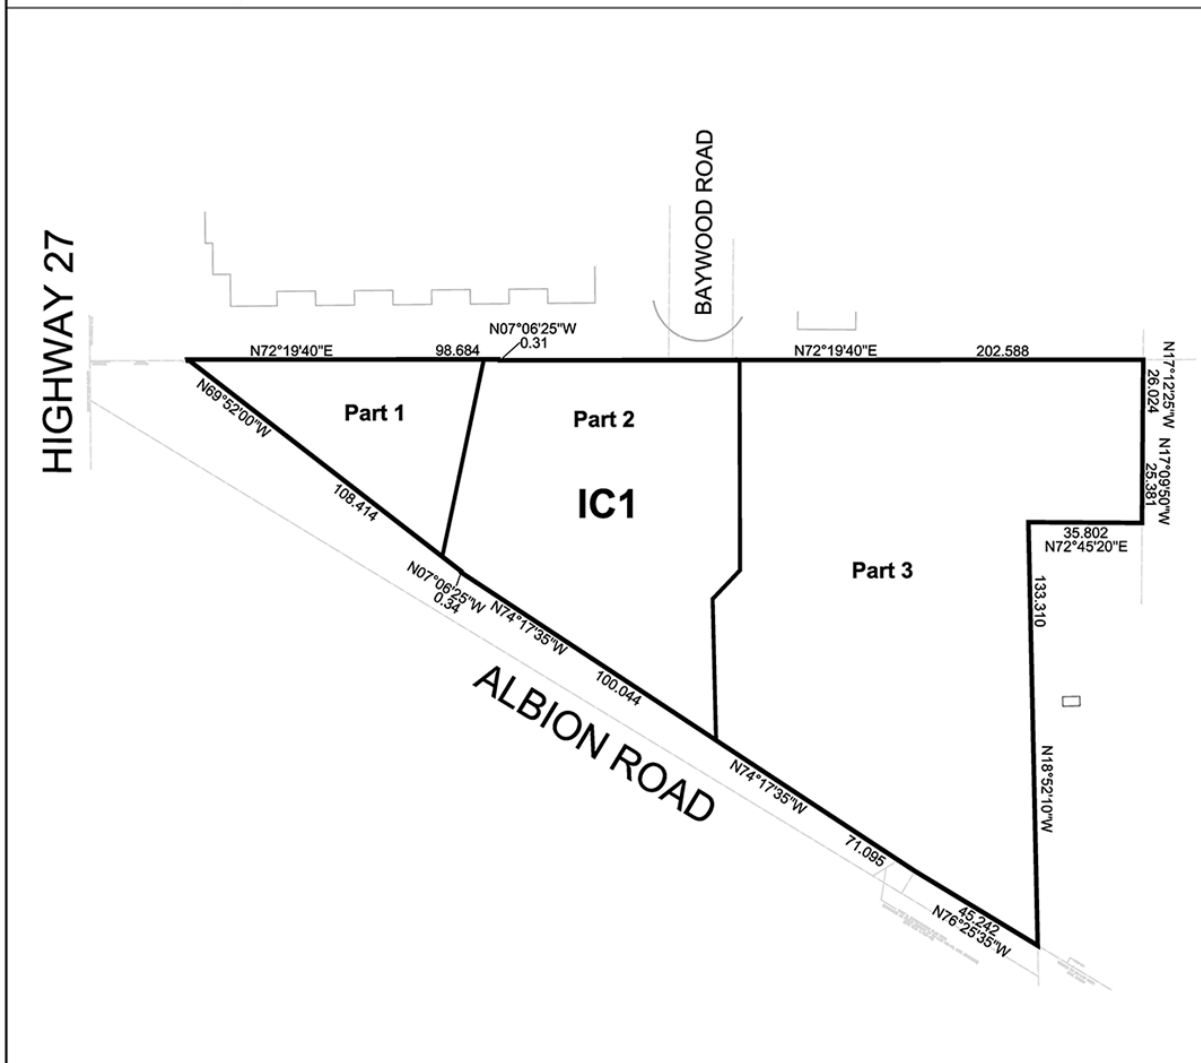 BAYWOOD ROAD
HIGHWAY 27
N07°06'25"W
0.31
N72°19'40"E
98.684
N72°19'40"E
202.588
N17°12'25"W
26.024
N69°52'00"W
Part 1
Part 2
N17°09'50"W
25.381
108.414
IC1
35.802
N72°45'20"E
Part 3
N07°06'25"W
0.34
133.310
N74°17'35"W
100.044
ALBION ROAD
N74°17'35"W
N18°52'10"W
71.095
45.242
N76°25'35"W